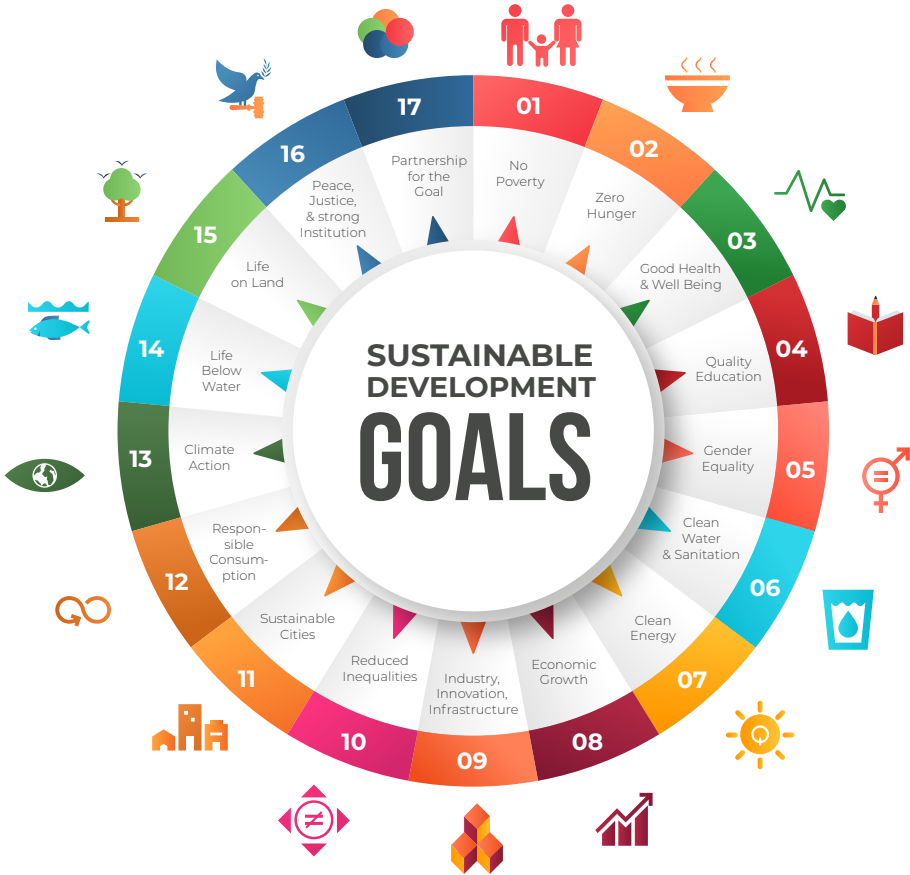 SUSTAINABLE
DEVELOPMENT
GOALS
01
No
Poverty
02
Zero
Hunger
03
Good Health
& Well Being
04
Quality
Education
05
Gender
Equality
06
Clean
Water
& Sanitation
07
Clean
Energy
08
Economic
Growth
09
Industry,
Innovation,
Infrastructure
10
Reduced
Inequalities
11
Sustainable
Cities
12
Respon-
sible
Consum-
ption
13
Climate
Action
14
Life
Below
Water
15
Life
on Land
16
Peace,
Justice,
& strong
Institution
17
Partnership
for the
Goal